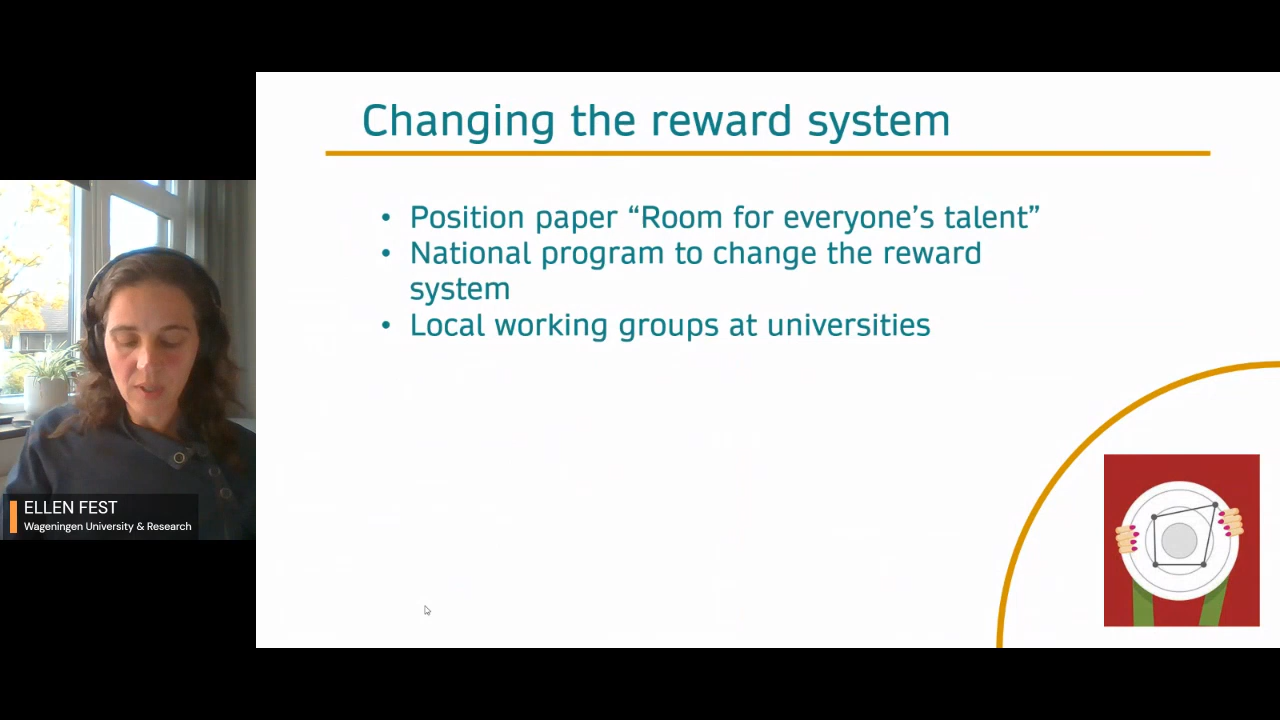 Changing the reward system
• Position paper “Room for everyone’s talent”
• National program to change the reward
system
• Local working groups at universities
ELLEN FEST
Wageningen University & Research